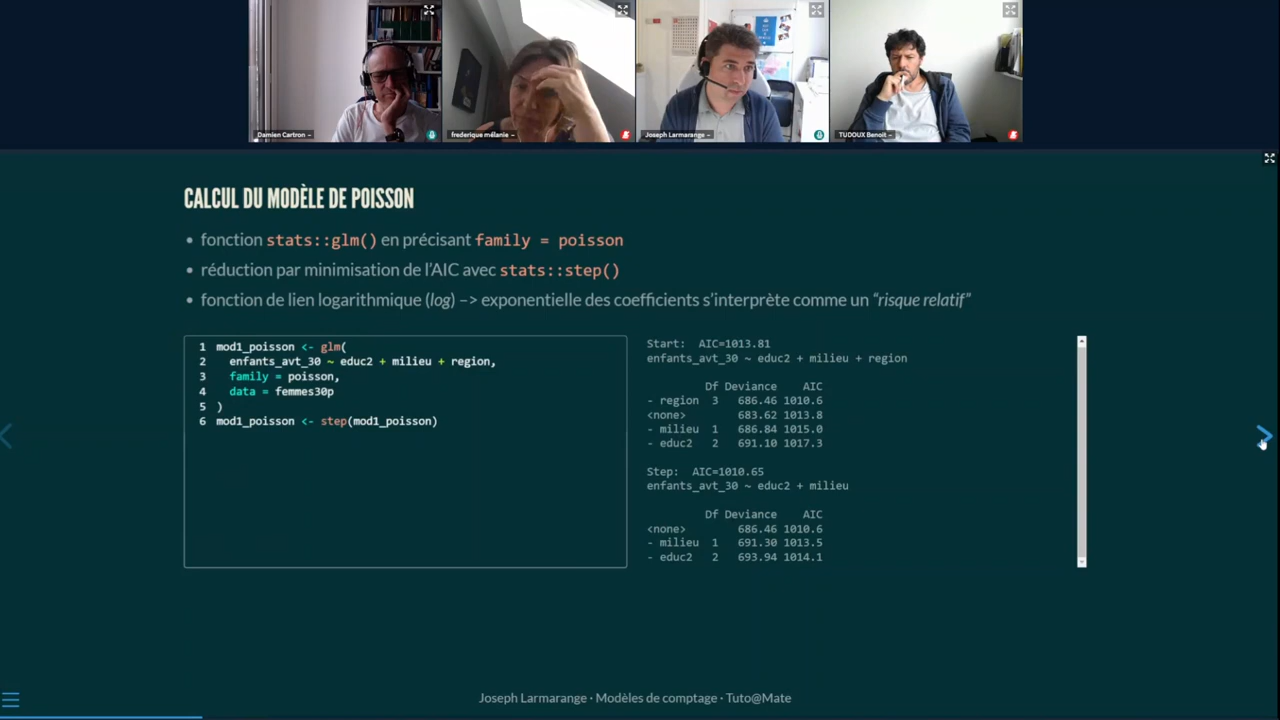 Damien Cartron
frederique mélanie
Joseph Larmarange
TUDOUX Benoit
CALCUL DU MODÈLE DE POISSON
• fonction stats::glm() en précisant family = poisson
• réduction par minimisation de l'AIC avec stats::step()
• fonction de lien logarithmique (log) –> exponentielle des coefficients s'interprète comme un "risque relatif"
1 mod1_poisson <- glm(
2 enfants_avt_30 ~ educ2 + milieu + region,
3 family = poisson,
4 data = femmes30p
5 )
6 mod1_poisson <- step(mod1_poisson)
Start: AIC=1013.81
enfants_avt_30 ~ educ2 + milieu + region
Df Deviance AIC
- region 3 686.46 1010.6
<none> 683.62 1013.8
- milieu 1 686.84 1015.0
- educ2 2 691.10 1017.3
Step: AIC=1010.65
enfants_avt_30 ~ educ2 + milieu
Df Deviance AIC
<none> 686.46 1010.6
- milieu 1 691.30 1013.5
- educ2 2 693.94 1014.1
Joseph Larmarange · Modèles de comptage · Tuto@Mate